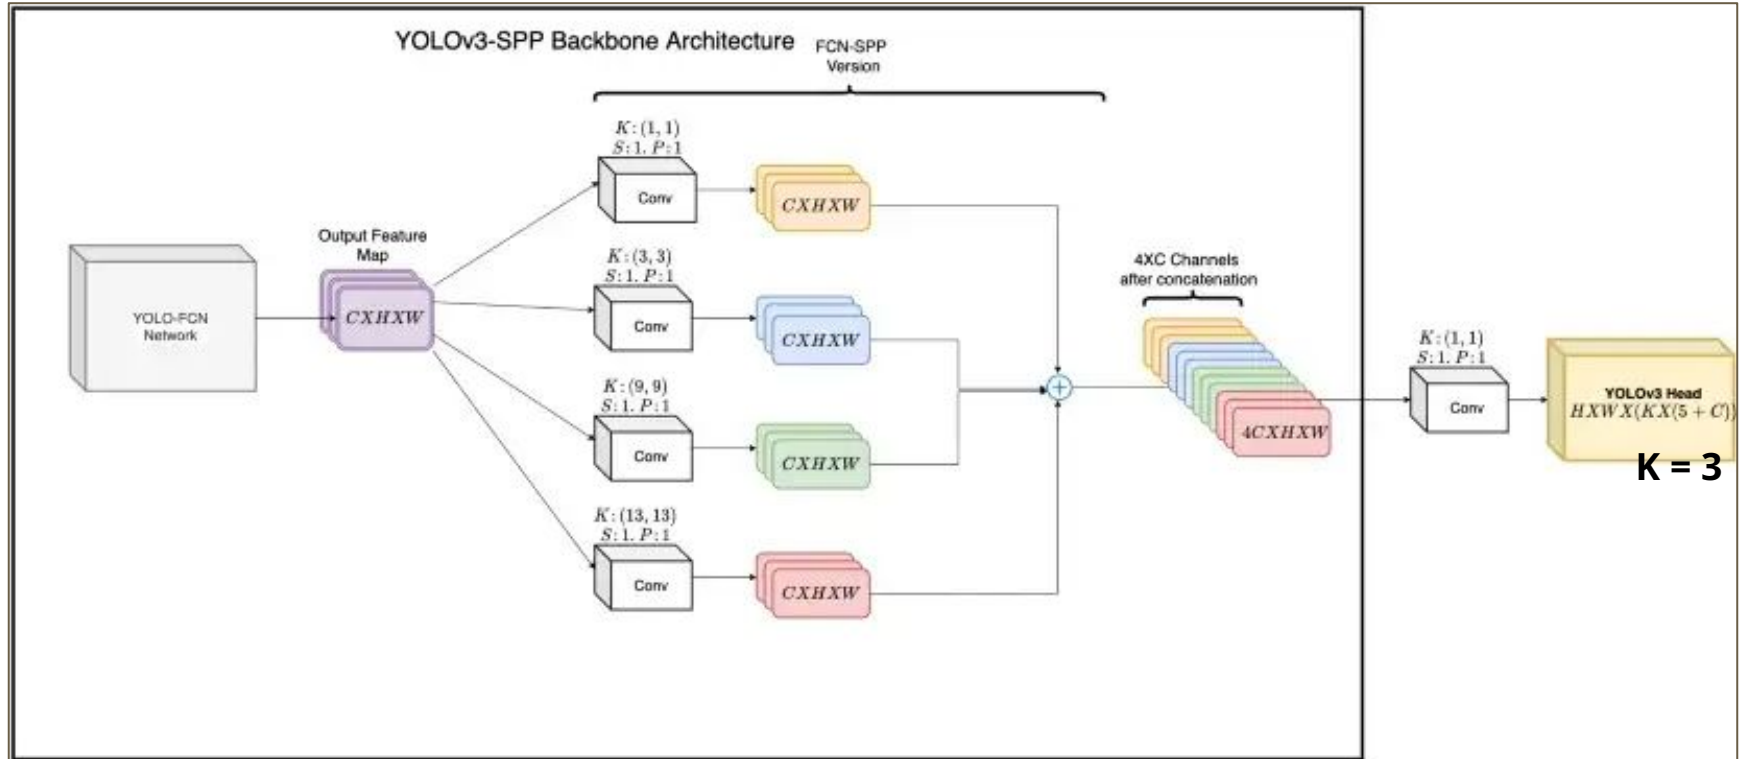 YOLOv3-SPP Backbone Architecture
FCN-SPP
Version
K:(1, 1)
S:1. P:1
Conv
CXHXW
Output Feature
Map
CXHXW
YOLO-FCN
Network
K:(3, 3)
S:1. P:1
Conv
CXHXW
K:(9, 9)
S:1. P:1
Conv
CXHXW
K:(13, 13)
S:1. P:1
Conv
CXHXW
4XC Channels
after concatenation
4CXHXW
K:(1, 1)
S:1. P:1
Conv
YOLOv3 Head
HXWX(KX(5 + C))
K = 3